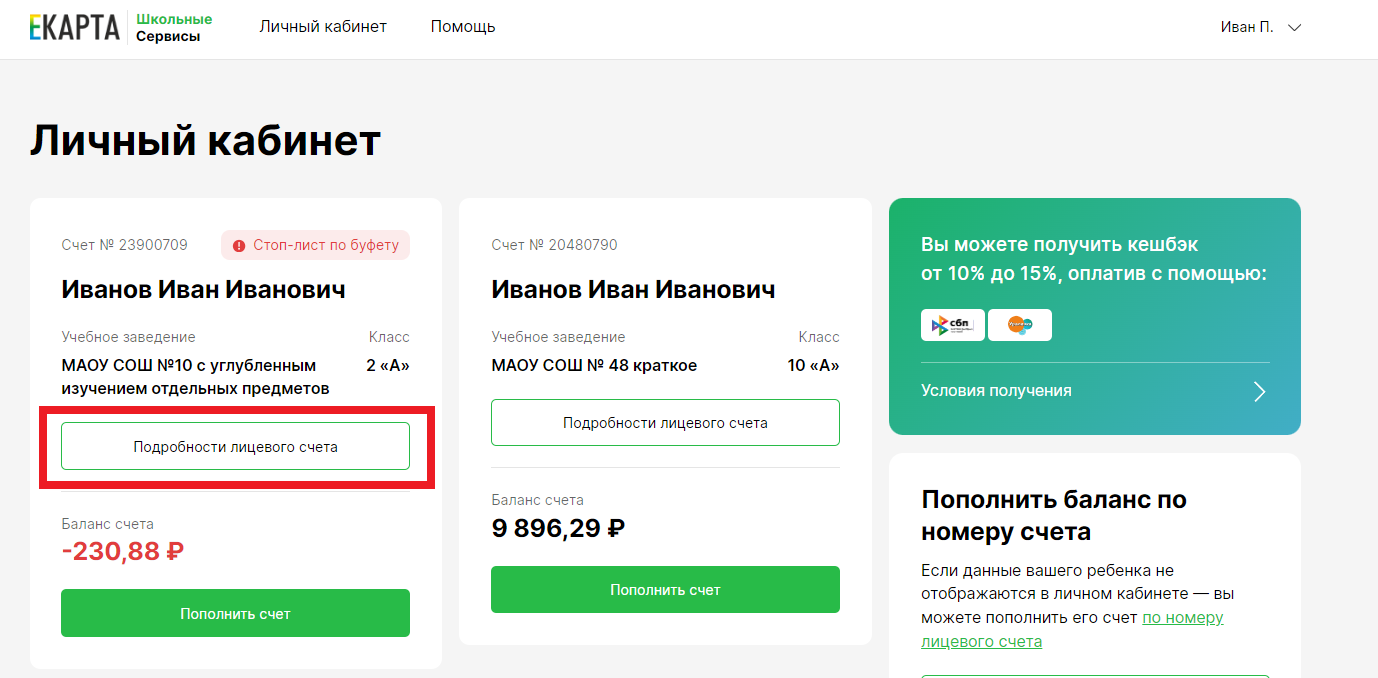 ЕКАРТА
Школьные
Сервисы
Личный кабинет
Помощь
Иван П.
Личный кабинет
Счет № 23900709
Стоп-лист по буфету
Иванов Иван Иванович
Учебное заведение
Класс
МАОУ СОШ №10 с углубленным
изучением отдельных предметов
2 «А»
Подробности лицевого счета
Баланс счета
-230,88 ₽
Пополнить счет
Счет № 20480790
Иванов Иван Иванович
Учебное заведение
Класс
МАОУ СОШ № 48 краткое
10 «А»
Подробности лицевого счета
Баланс счета
9 896,29 ₽
Пополнить счет
Вы можете получить кешбэк
от 10% до 15%, оплатив с помощью:
сбп
Условия получения
Пополнить баланс по
номеру счета
Если данные вашего ребенка не
отображаются в личном кабинете — вы
можете пополнить его счет по номеру
лицевого счета